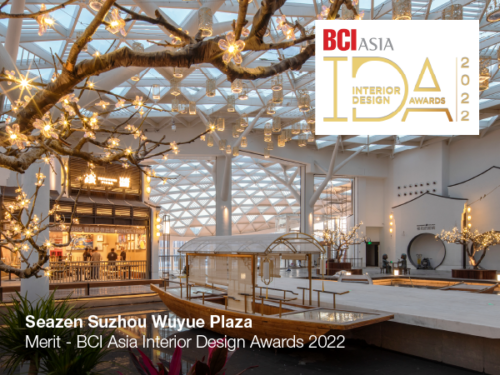 BCI ASIA
IDA
INTERIOR
DESIGN
AWARDS
2022
Seazen Suzhou Wuyue Plaza
Merit - BCI Asia Interior Design Awards 2022